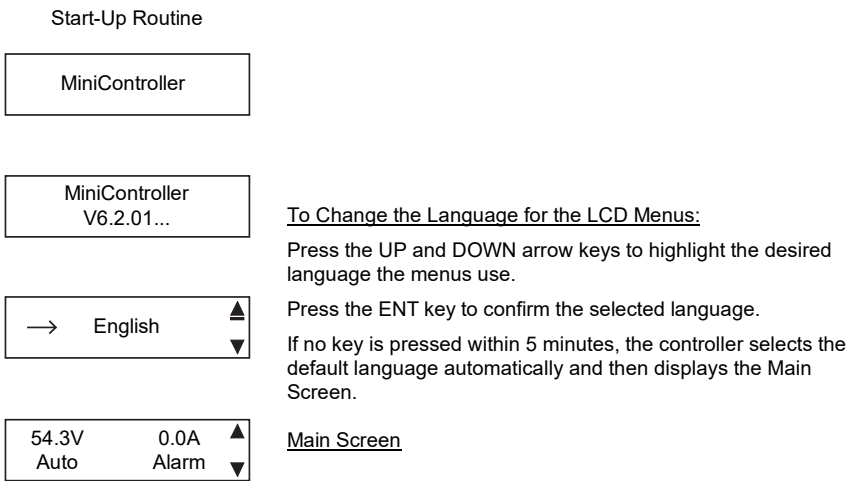 Start-Up Routine
MiniController
MiniController
V6.2.01...
To Change the Language for the LCD Menus:
Press the UP and DOWN arrow keys to highlight the desired
language the menus use.
→ English
Press the ENT key to confirm the selected language.
If no key is pressed within 5 minutes, the controller selects the
default language automatically and then displays the Main
Screen.
54.3V 0.0A
Auto Alarm
Main Screen